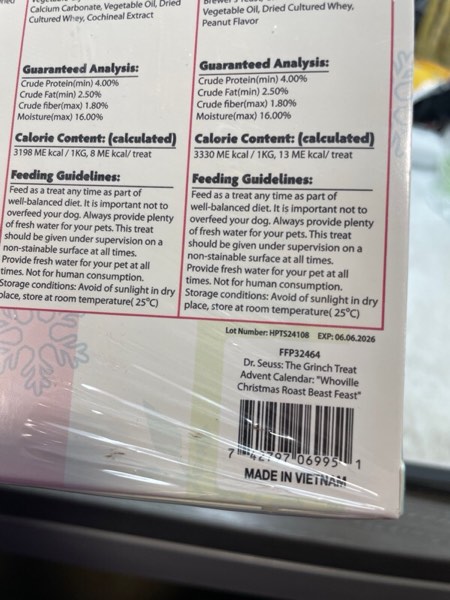 Calcium Carbonate, Vegetable Oil, Dried
Cultured Whey, Cochineal Extract
Guaranteed Analysis:
Crude Protein(min) 4.00%
Crude Fat(min) 2.50%
Crude fiber(max) 1.80%
Moisture(max) 16.00%
Calorie Content: (calculated)
3198 ME kcal / 1KG, 8 ME kcal/ treat
Feeding Guidelines:
Feed as a treat any time as part of
well-balanced diet. It is important not to
overfeed your dog. Always provide plenty
of fresh water for your pets. This treat
should be given under supervision on a
non-stainable surface at all times.
Provide fresh water for your pet at all
times. Not for human consumption.
Storage conditions: Avoid of sunlight in dry
place, store at room temperature( 25°C)
Vegetable Oil, Dried Cultured Whey,
Peanut Flavor
Guaranteed Analysis:
Crude Protein(min) 4.00%
Crude Fat(min) 2.50%
Crude fiber(max) 1.80%
Moisture(max) 16.00%
Calorie Content: (calculated)
3330 ME kcal / 1KG, 13 ME kcal/ treat
Feeding Guidelines:
Feed as a treat any time as part of
well-balanced diet. It is important not to
overfeed your dog. Always provide plenty
of fresh water for your pets. This treat
should be given under supervision on a
non-stainable surface at all times.
Provide fresh water for your pet at all
times. Not for human consumption.
Storage conditions: Avoid of sunlight in dry
place, store at room temperature( 25°C)
Lot Number: HPTS24108 EXP: 06.06.2026
FFP32464
Dr. Seuss: The Grinch Treat
Advent Calendar: "Whoville
Christmas Roast Beast Feast"
7 42797 06995 1
MADE IN VIETNAM